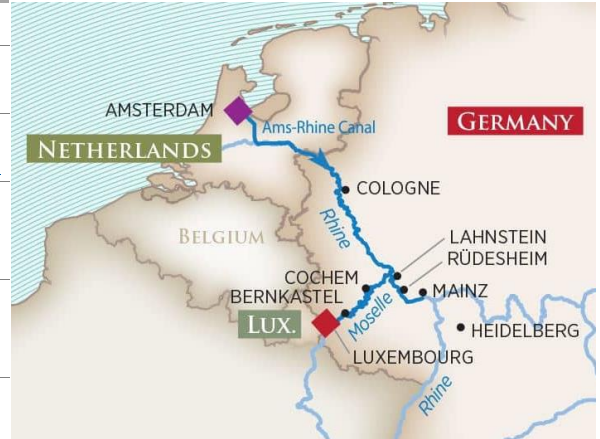 AMSTERDAM
Ams-Rhine Canal
GERMANY
NETHERLANDS
COLOGNE
Rhine
BELGIUM
LAHNSTEIN
RÜDESHEIM
COCHEM
MAINZ
BERNKASTEL
Moselle
LUX.
HEIDELBERG
LUXEMBOURG
Rhine